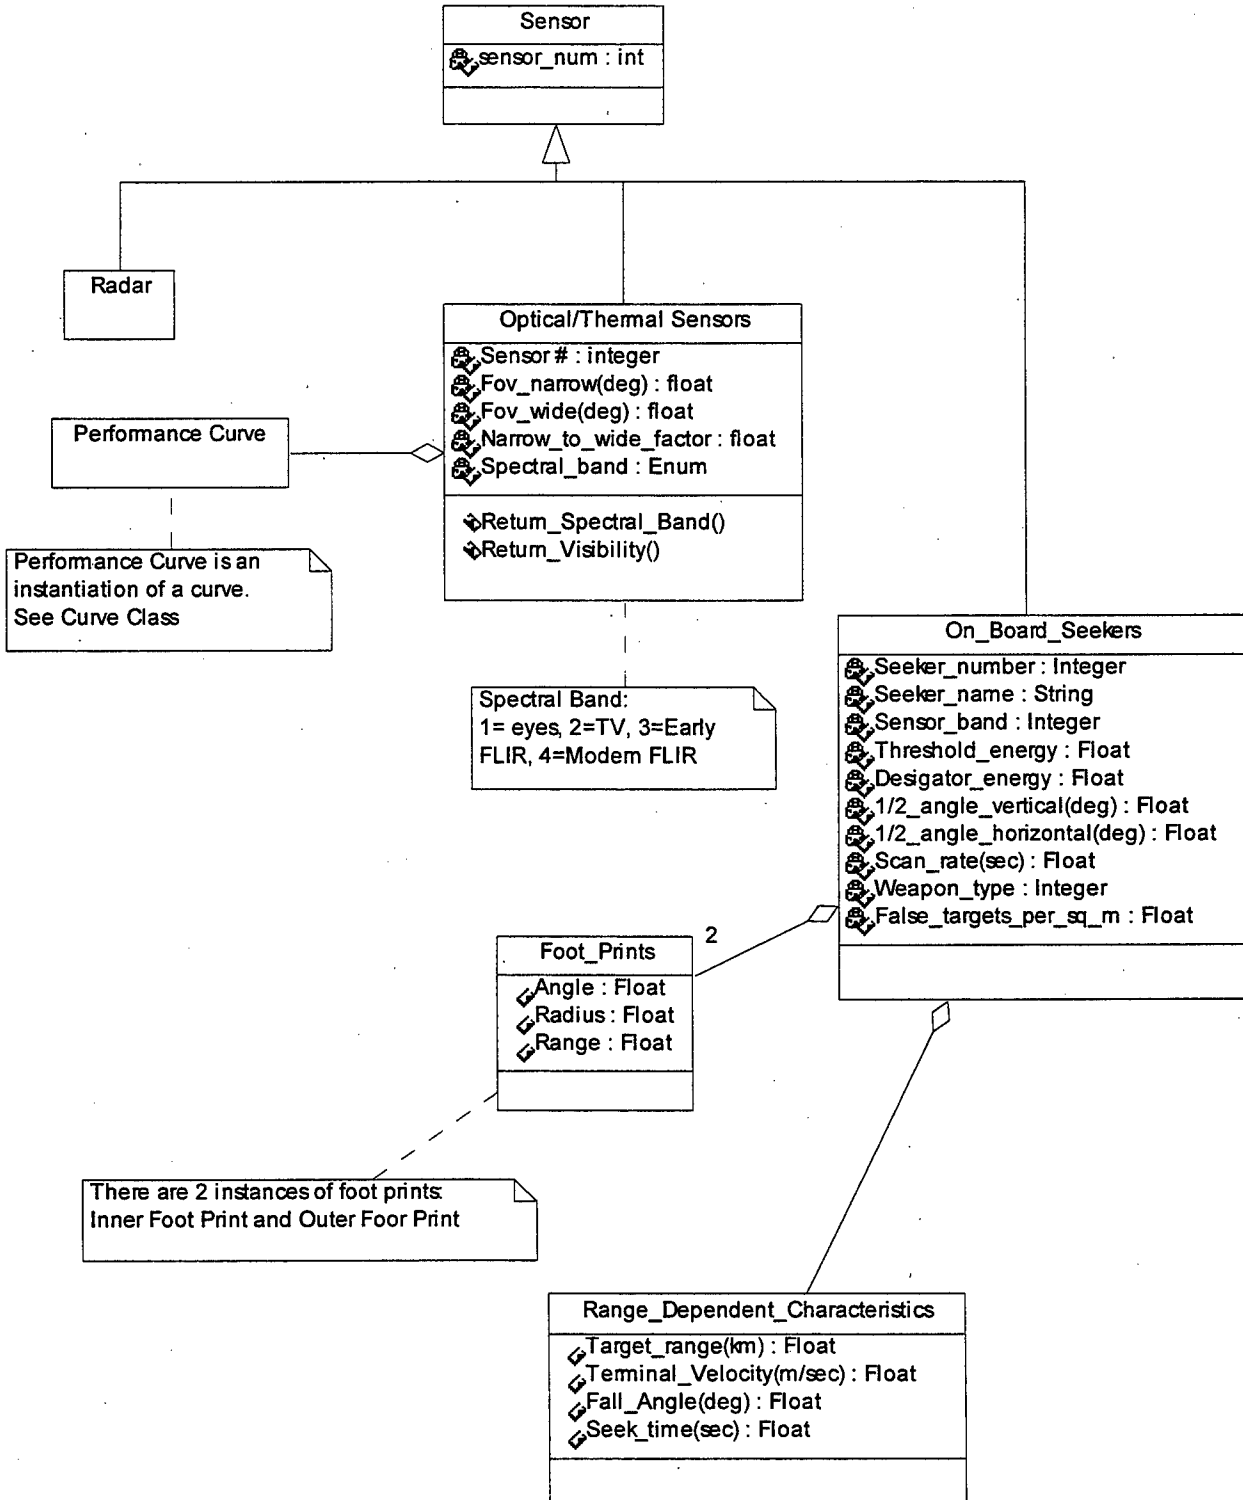 Sensor
sensor_num : int
Radar
Optical/Thermal Sensors
Sensor # : integer
Fov_narrow(deg) : float
Fov_wide(deg) : float
Narrow_to_wide_factor : float
Spectral_band : Enum
Return_Spectral_Band()
Return_Visibility()
Performance Curve
Performance Curve is an
instantiation of a curve.
See Curve Class
Spectral Band:
1= eyes, 2=TV, 3=Early
FLIR, 4=Modern FLIR
On_Board_Seekers
Seeker_number : Integer
Seeker_name : String
Sensor_band : Integer
Threshold_energy : Float
Desigator_energy : Float
1/2_angle_vertical(deg) : Float
1/2_angle_horizontal(deg) : Float
Scan_rate(sec) : Float
Weapon_type : Integer
False_targets_per_sq_m : Float
2
Foot_Prints
Angle : Float
Radius : Float
Range : Float
There are 2 instances of foot prints:
Inner Foot Print and Outer Foor Print
Range_Dependent_Characteristics
Target_range(km) : Float
Terminal_Velocity(m/sec) : Float
Fall_Angle(deg) : Float
Seek_time(sec) : Float